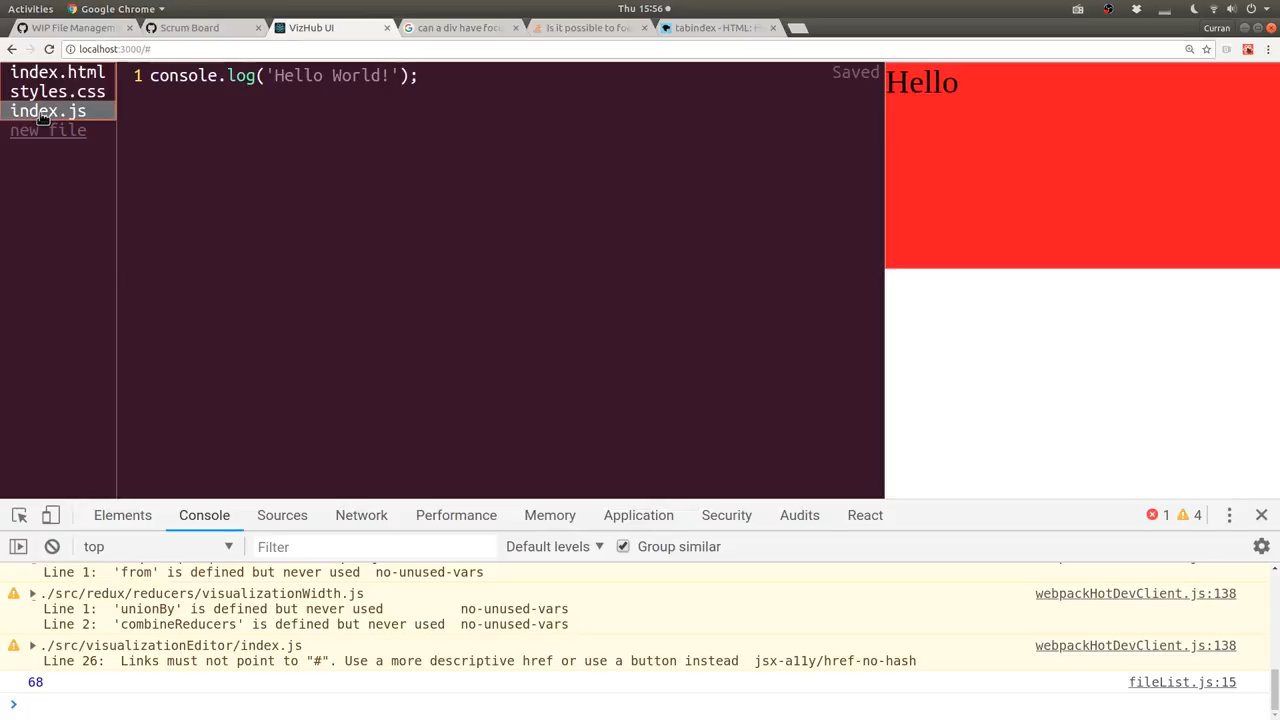 Activities
Google Chrome
Thu 15:56
WIP File Managem
Scrum Board
VizHub UI
can a div have foc
is it possible to fo
tabindex - HTML: H
Curran
localhost:3000/#
index.html
styles.css
index.js
new file
1 console.log('Hello World!');
Saved
Hello
Elements
Console
Sources
Network
Performance
Memory
Application
Security
Audits
React
1
4
top
Filter
Default levels
Group similar
Line 1: 'from' is defined but never used no-unused-vars
./src/redux/reducers/visualizationWidth.js
webpackHotDevClient.js:138
Line 1: 'unionBy' is defined but never used no-unused-vars
Line 2: 'combineReducers' is defined but never used no-unused-vars
./src/visualizationEditor/index.js
webpackHotDevClient.js:138
Line 26: Links must not point to "#". Use a more descriptive href or use a button instead jsx-a11y/href-no-hash
68
fileList.js:15